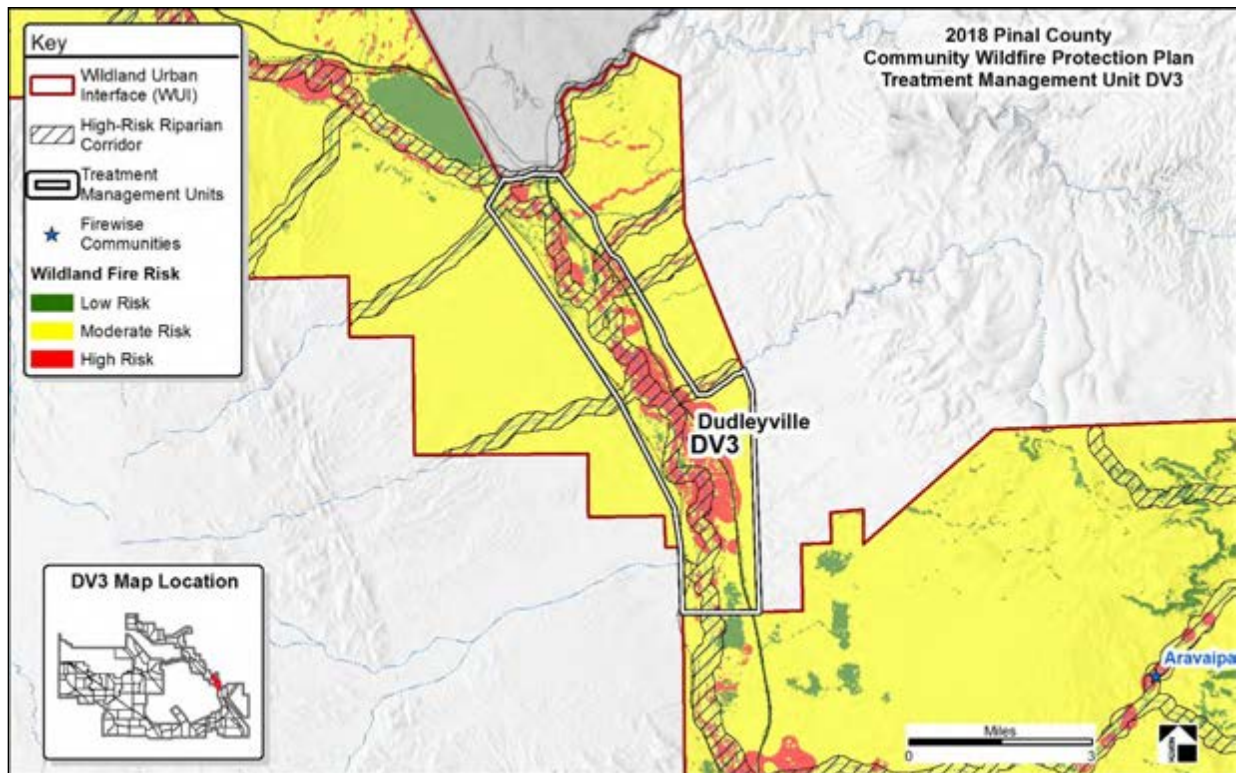 Key
Wildland Urban
Interface (WUI)
High-Risk Riparian
Corridor
Treatment
Management Units
Firewise
Communities
Wildland Fire Risk
Low Risk
Moderate Risk
High Risk
2018 Pinal County
Community Wildfire Protection Plan
Treatment Management Unit DV3
Dudleyville
DV3
DV3 Map Location
Aravaipa
Miles
0
3